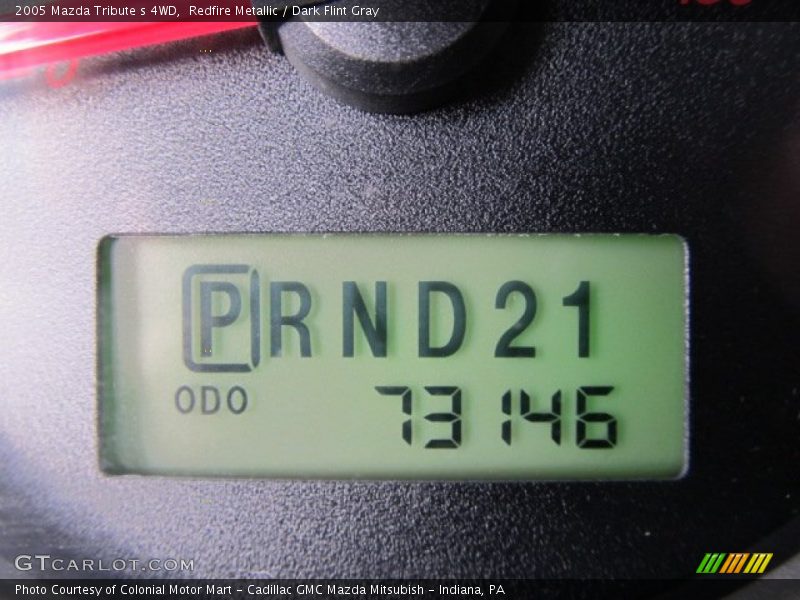 2005 Mazda Tribute s 4WD, Redfire Metallic / Dark Flint Gray
PRND21
ODO 73146
GTCARLOT.COM
Photo Courtesy of Colonial Motor Mart - Cadillac GMC Mazda Mitsubish - Indiana, PA